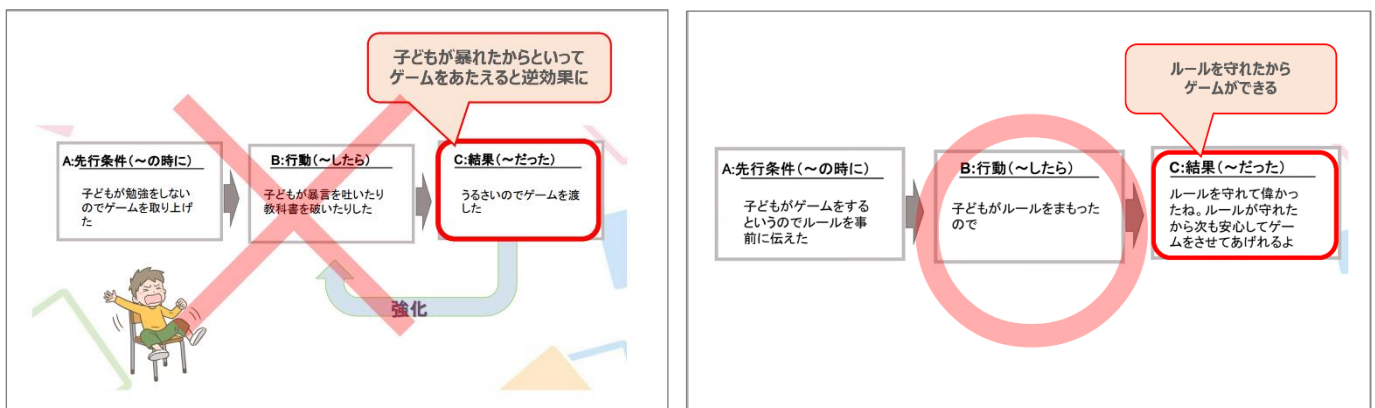 子どもが暴れたからといって
ゲームをあたえると逆効果に
A:先行条件(～の時に)
子どもが勉強をしない
のでゲームを取り上げ
た
B:行動(～したら)
子どもが暴言を吐いたり
教科書を破いたりした
C:結果(～だった)
うるさいのでゲームを渡
した
強化
ルールを守れたから
ゲームができる
A:先行条件(～の時に)
子どもがゲームをする
というのでルールを事
前に伝えた
B:行動(～したら)
子どもがルールをまもった
ので
C:結果(～だった)
ルールを守れて偉かっ
たね。ルールが守れた
から次も安心してゲー
ムをさせてあげれるよ